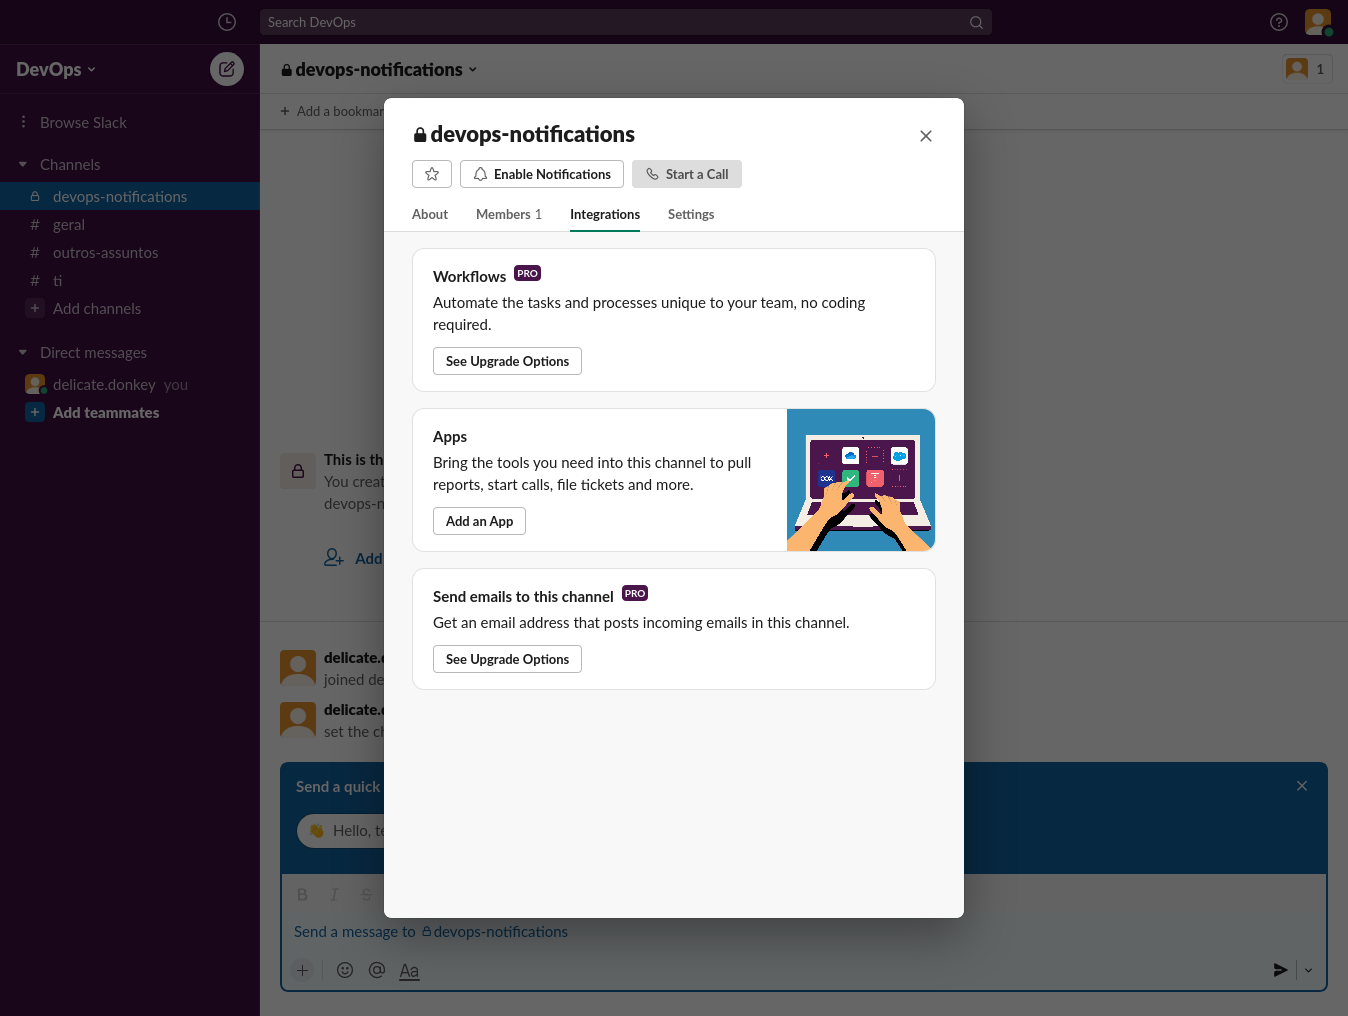 Search DevOps
DevOps
devops-notifications
1
Browse Slack
Channels
devops-notifications
geral
outros-assuntos
ti
Add channels
Direct messages
delicate.donkey you
Add teammates
Add a bookmar
devops-notifications
Enable Notifications
Start a Call
About
Members 1
Integrations
Settings
Workflows PRO
Automate the tasks and processes unique to your team, no coding
required.
See Upgrade Options
Apps
Bring the tools you need into this channel to pull
reports, start calls, file tickets and more.
Add an App
Send emails to this channel PRO
Get an email address that posts incoming emails in this channel.
See Upgrade Options
This is th
You creat
devops-n
Add
delicate.d
joined de
delicate.d
set the ch
Send a quick
👋 Hello, te
B I S
Send a message to devops-notifications
Aa